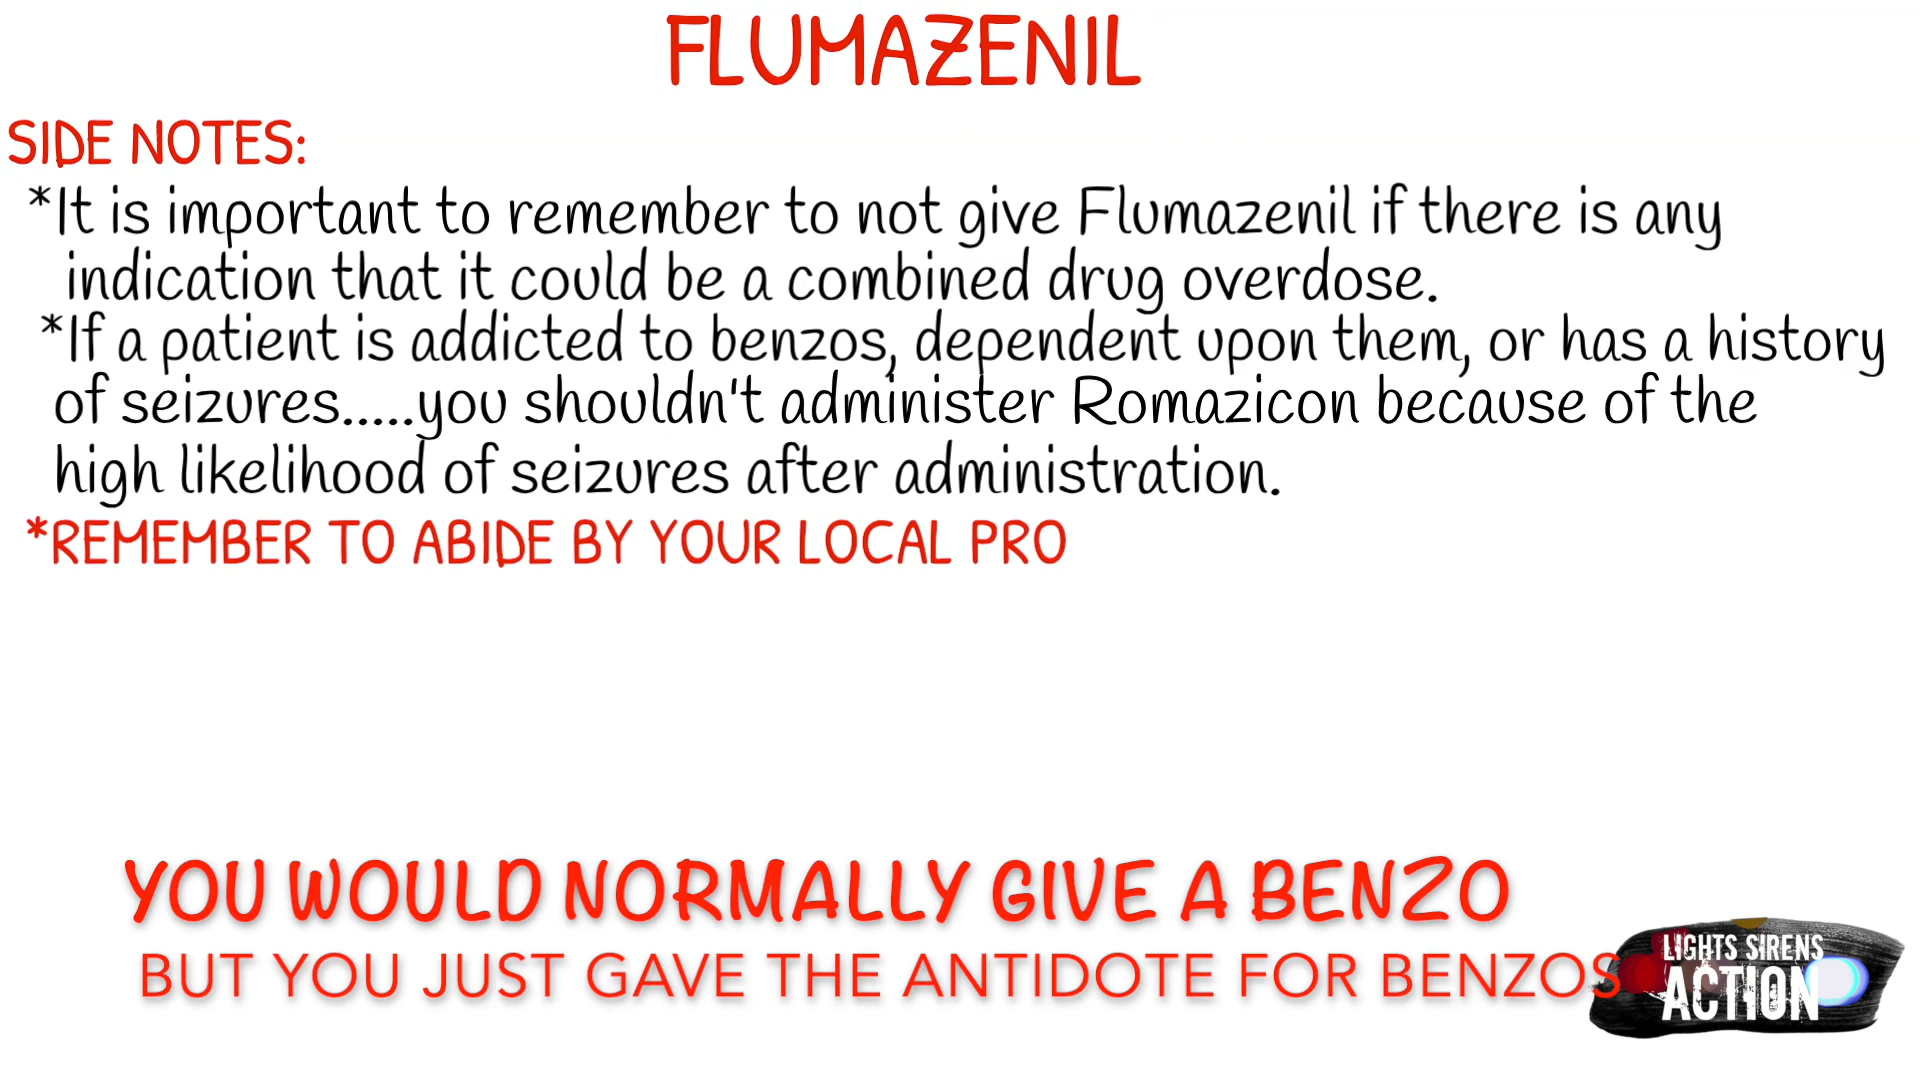 FLUMAZENIL
SIDE NOTES:
*It is important to remember to not give Flumazenil if there is any
indication that it could be a combined drug overdose.
*If a patient is addicted to benzos, dependent upon them, or has a history
of seizures.....you shouldn't administer Romazicon because of the
high likelihood of seizures after administration.
*REMEMBER TO ABIDE BY YOUR LOCAL PRO
YOU WOULD NORMALLY GIVE A BENZO
BUT YOU JUST GAVE THE ANTIDOTE FOR BENZOS
LIGHTS SIRENS
ACTION